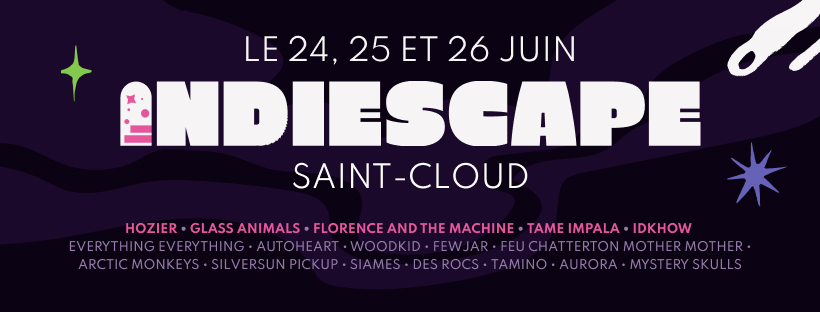 LE 24, 25 ET 26 JUIN
INDIESCAPE
SAINT-CLOUD
HOZIER • GLASS ANIMALS • FLORENCE AND THE MACHINE • TAME IMPALA • IDKHOW
EVERYTHING EVERYTHING • AUTOHEART • WOODKID • FEWJAR • FEU CHATTERTON MOTHER MOTHER •
ARCTIC MONKEYS • SILVERSUN PICKUP • SIAMES • DES ROCS • TAMINO • AURORA • MYSTERY SKULLS